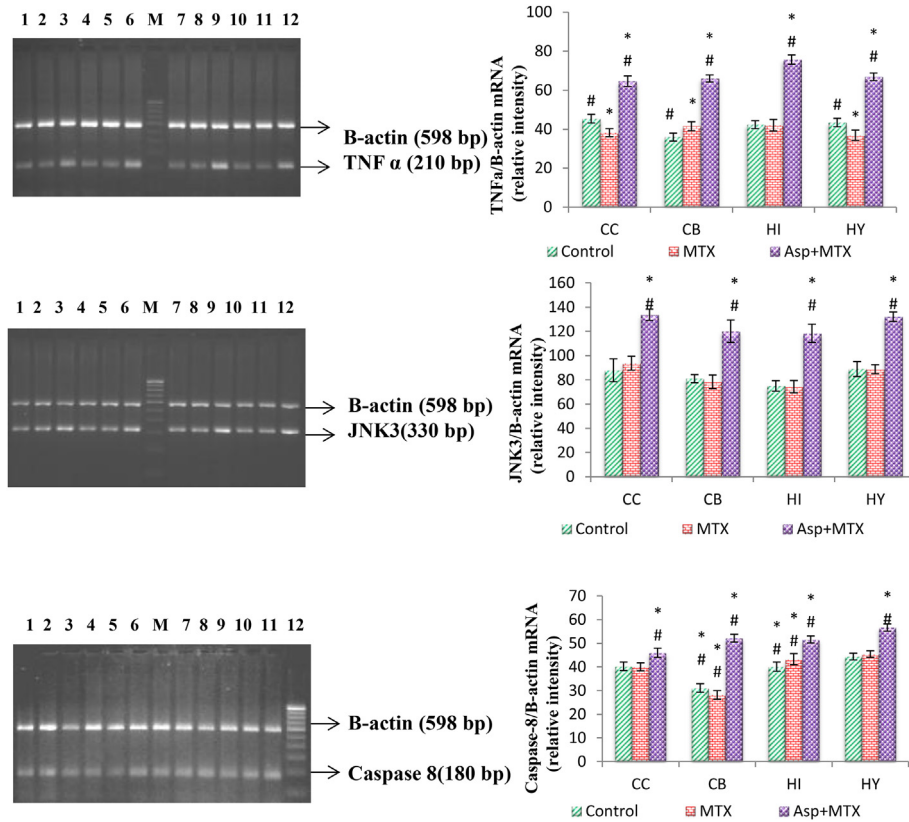 1 2 3 4 5 6 M 7 8 9 10 11 12
B-actin (598 bp)
TNF α (210 bp)
TNFa/B-actin mRNA
(relative intensity)
100
80
60
40
20
0
# * * #
# * * #
* #
# * * #
CC CB HI HY
Control MTX Asp+MTX
1 2 3 4 5 6 M 7 8 9 10 11 12
B-actin (598 bp)
JNK3(330 bp)
JNK3/B-actin mRNA
(relative intensity)
160
140
120
100
80
60
40
20
0
* #
* #
* #
* #
CC CB HI HY
Control MTX Asp+MTX
1 2 3 4 5 6 M 7 8 9 10 11 12
B-actin (598 bp)
Caspase 8(180 bp)
Caspase-8/B-actin mRNA
(relative intensity)
70
60
50
40
30
20
10
0
* #
* # * # * #
* # * # * #
* #
CC CB HI HY
Control MTX Asp+MTX